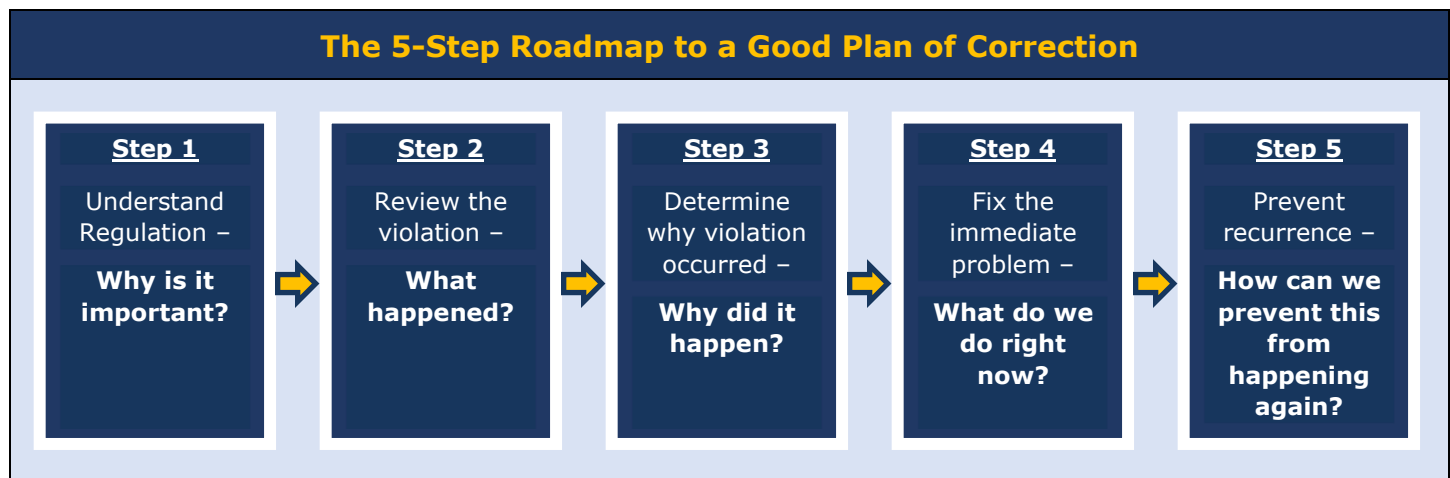 The 5-Step Roadmap to a Good Plan of Correction
Step 1
Understand
Regulation –
Why is it
important?
Step 2
Review the
violation –
What
happened?
Step 3
Determine
why violation
occurred –
Why did it
happen?
Step 4
Fix the
immediate
problem –
What do we
do right
now?
Step 5
Prevent
recurrence –
How can we
prevent this
from
happening
again?